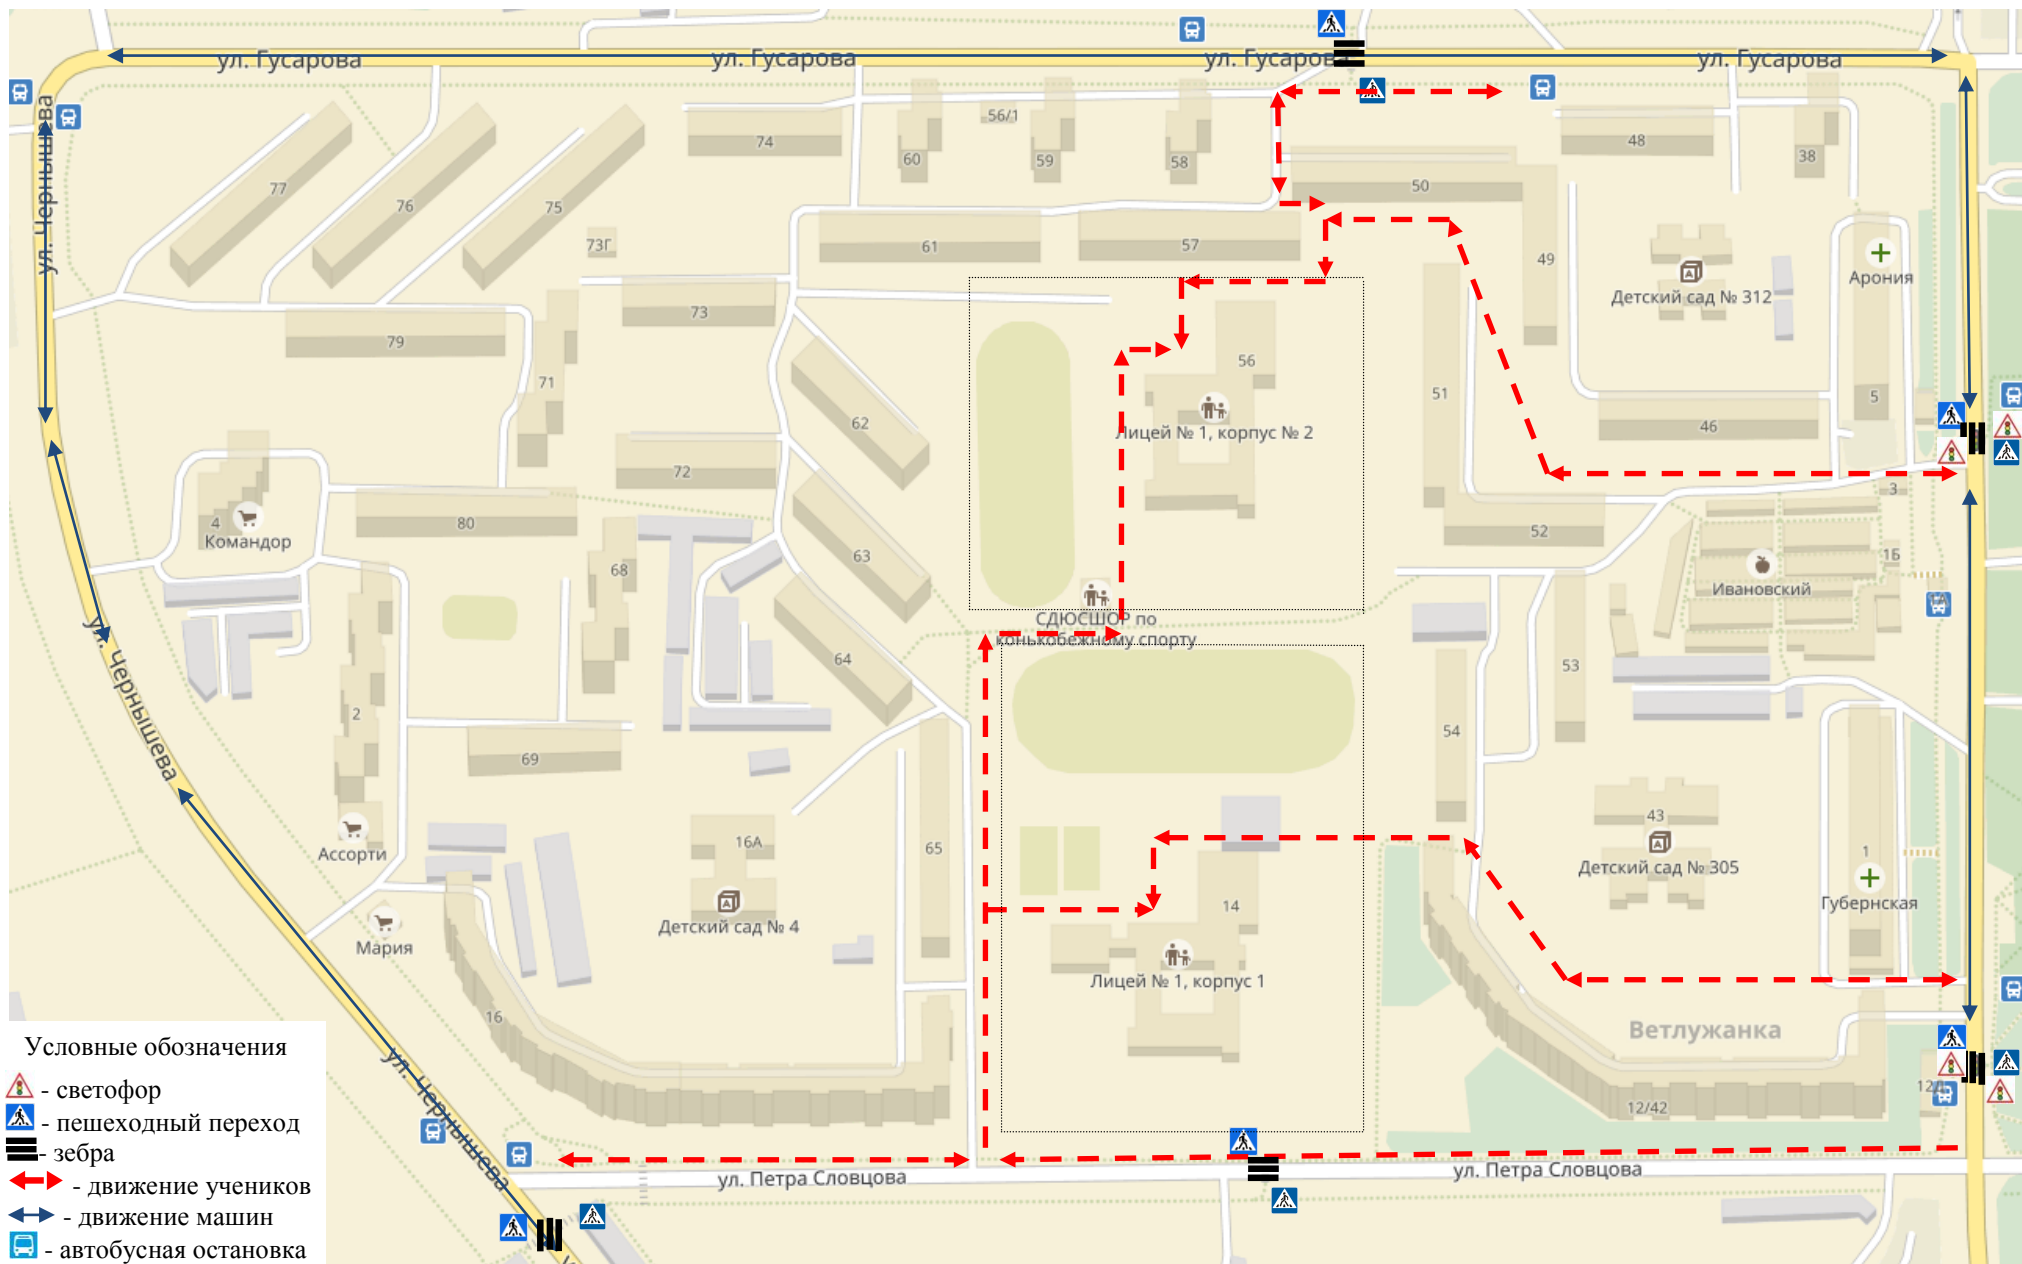 ул. Гусарова
ул. Гусарова
ул. Гусарова
ул. Гусарова
ул. Чернышева
56/1
74
60
59
58
48
38
50
77
76
75
73Г
61
57
49
Арония
Детский сад № 312
73
79
71
62
56
51
5
46
Лицей № 1, корпус № 2
72
4
Командор
80
63
68
52
3
1Б
Ивановский
1А
СДЮСШОР по
конькобежному спорту
64
53
ул. Чернышева
2
69
54
Ассорти
16А
65
43
1
Детский сад № 305
Губернская
14
Мария
Детский сад № 4
Лицей № 1, корпус 1
16
Ветлужанка
12/42
12Д
ул. Чернышева
ул. Петра Словцова
ул. Петра Словцова
Условные обозначения
- светофор
- пешеходный переход
- зебра
- движение учеников
- движение машин
- автобусная остановка